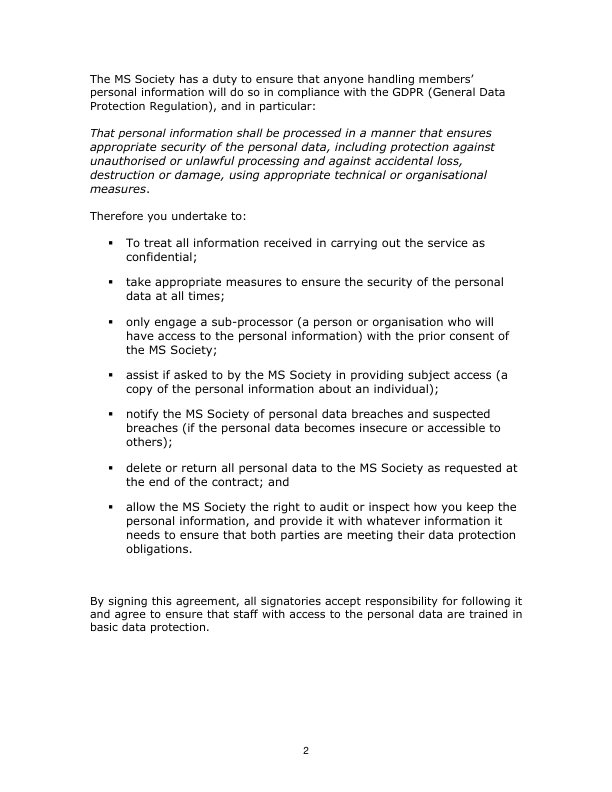 The MS Society has a duty to ensure that anyone handling members’
personal information will do so in compliance with the GDPR (General Data
Protection Regulation), and in particular:
That personal information shall be processed in a manner that ensures
appropriate security of the personal data, including protection against
unauthorised or unlawful processing and against accidental loss,
destruction or damage, using appropriate technical or organisational
measures.
Therefore you undertake to:
▪ To treat all information received in carrying out the service as
confidential;
▪ take appropriate measures to ensure the security of the personal
data at all times;
▪ only engage a sub-processor (a person or organisation who will
have access to the personal information) with the prior consent of
the MS Society;
▪ assist if asked to by the MS Society in providing subject access (a
copy of the personal information about an individual);
▪ notify the MS Society of personal data breaches and suspected
breaches (if the personal data becomes insecure or accessible to
others);
▪ delete or return all personal data to the MS Society as requested at
the end of the contract; and
▪ allow the MS Society the right to audit or inspect how you keep the
personal information, and provide it with whatever information it
needs to ensure that both parties are meeting their data protection
obligations.
By signing this agreement, all signatories accept responsibility for following it
and agree to ensure that staff with access to the personal data are trained in
basic data protection.
2